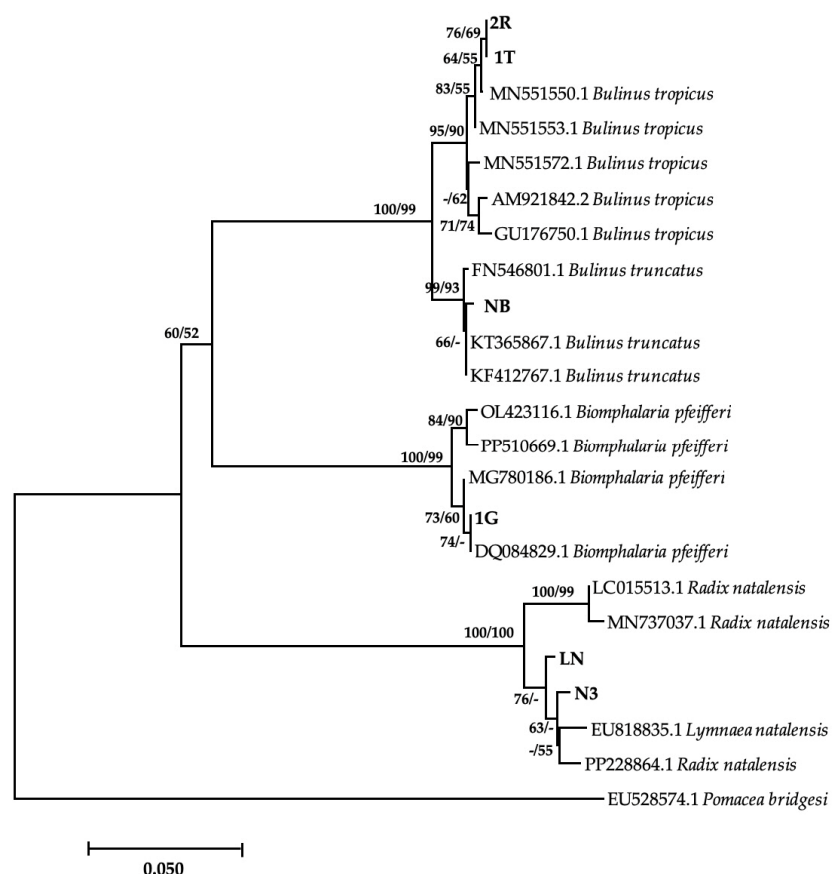 2R
76/69
1T
64/55
83/55
MN551550.1 Bulinus tropicus
95/90
MN551553.1 Bulinus tropicus
MN551572.1 Bulinus tropicus
-/62
AM921842.2 Bulinus tropicus
100/99
71/74
GU176750.1 Bulinus tropicus
FN546801.1 Bulinus truncatus
99/93
NB
60/52
66/-
KT365867.1 Bulinus truncatus
KF412767.1 Bulinus truncatus
OL423116.1 Biomphalaria pfeifferi
84/90
PP510669.1 Biomphalaria pfeifferi
100/99
MG780186.1 Biomphalaria pfeifferi
73/60
1G
74/-
DQ084829.1 Biomphalaria pfeifferi
100/99
LC015513.1 Radix natalensis
MN737037.1 Radix natalensis
100/100
LN
76/-
N3
63/-
EU818835.1 Lymnaea natalensis
-/55
PP228864.1 Radix natalensis
EU528574.1 Pomacea bridgesi
0.050